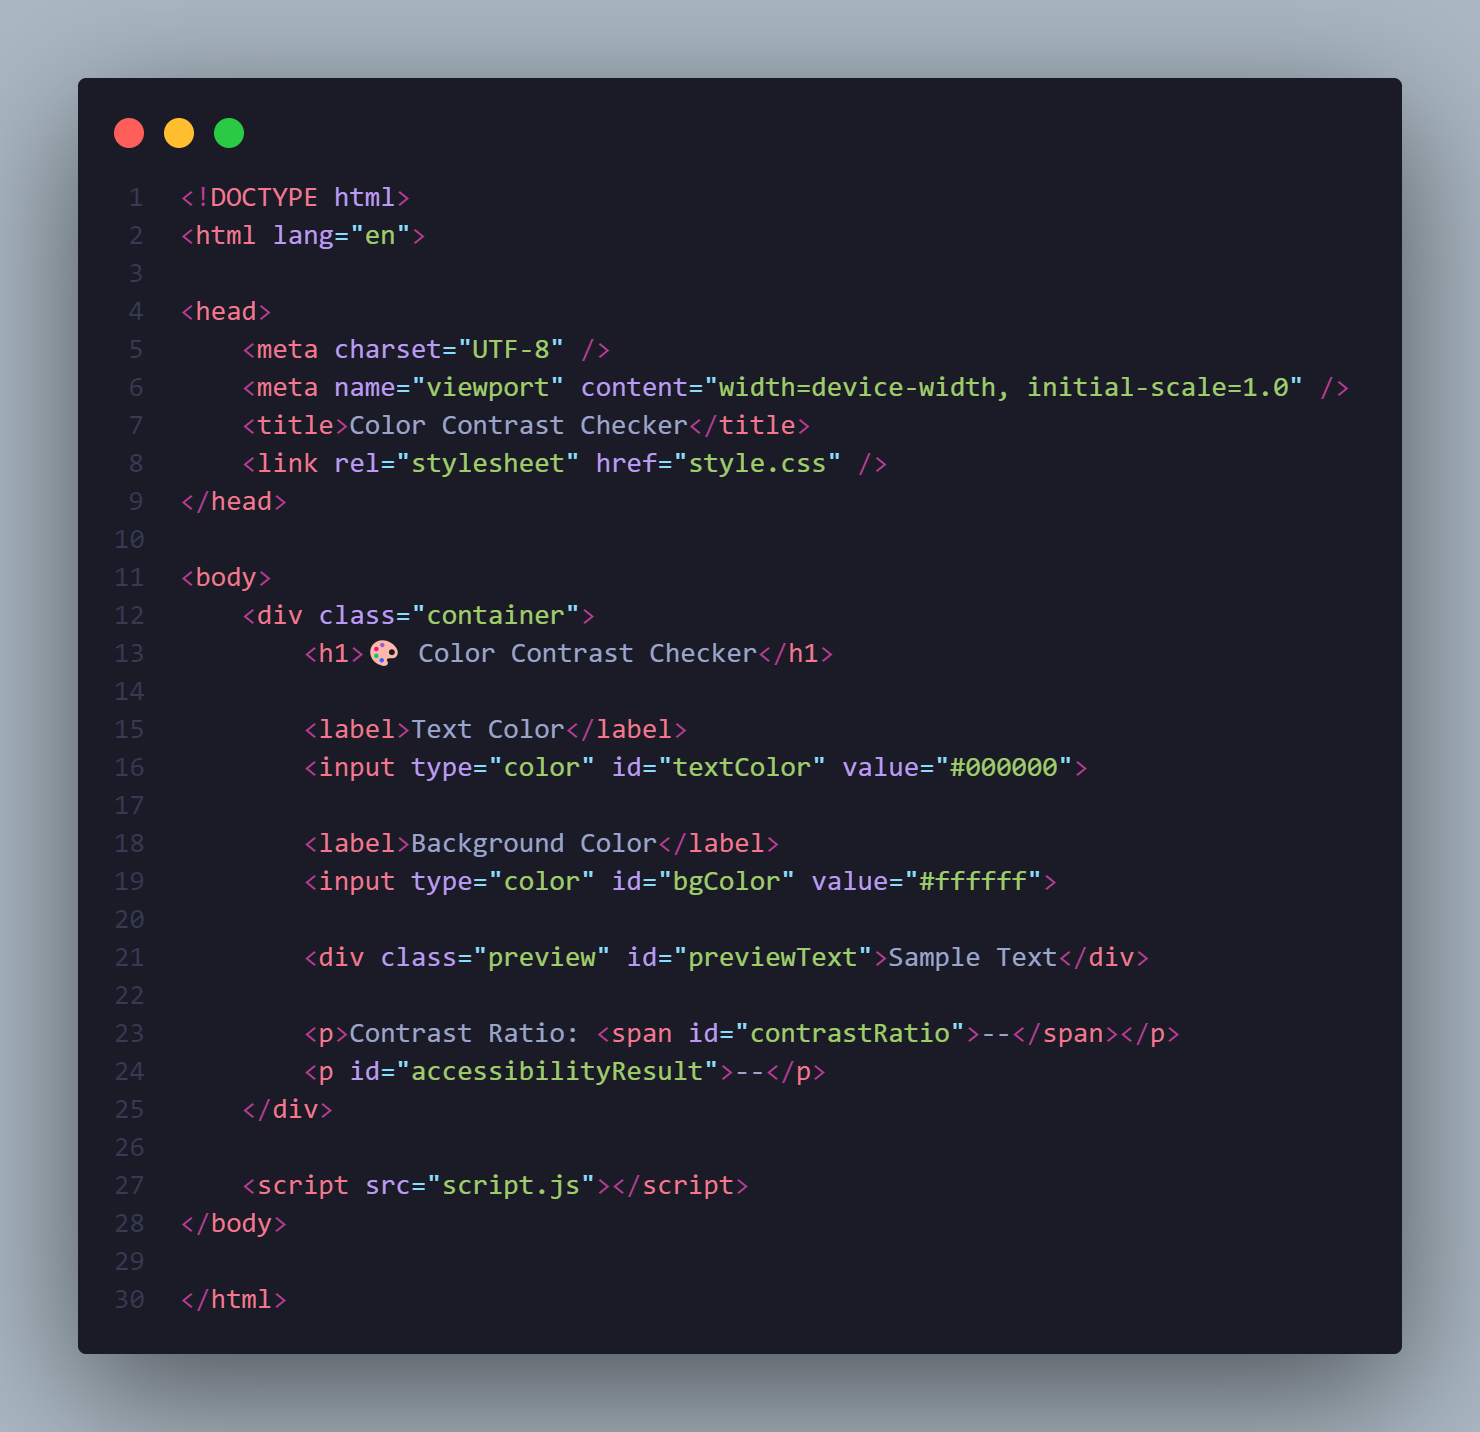 1 <!DOCTYPE html>
2 <html lang="en">
3
4 <head>
5     <meta charset="UTF-8" />
6     <meta name="viewport" content="width=device-width, initial-scale=1.0" />
7     <title>Color Contrast Checker</title>
8     <link rel="stylesheet" href="style.css" />
9 </head>
10
11 <body>
12     <div class="container">
13         <h1>🎨 Color Contrast Checker</h1>
14
15         <label>Text Color</label>
16         <input type="color" id="textColor" value="#000000">
17
18         <label>Background Color</label>
19         <input type="color" id="bgColor" value="#ffffff">
20
21         <div class="preview" id="previewText">Sample Text</div>
22
23         <p>Contrast Ratio: <span id="contrastRatio">--</span></p>
24         <p id="accessibilityResult">--</p>
25     </div>
26
27     <script src="script.js"></script>
28 </body>
29
30 </html>